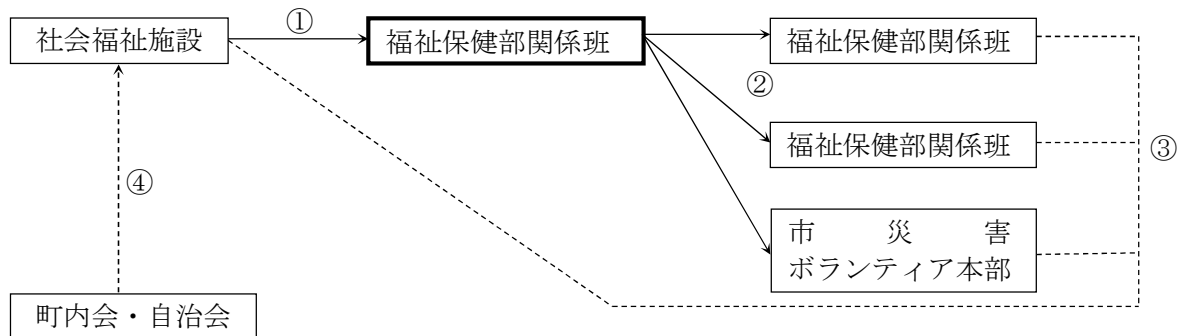 ①
社会福祉施設
福祉保健部関係班
福祉保健部関係班
②
福祉保健部関係班
③
④
市災害
ボランティア本部
町内会・自治会